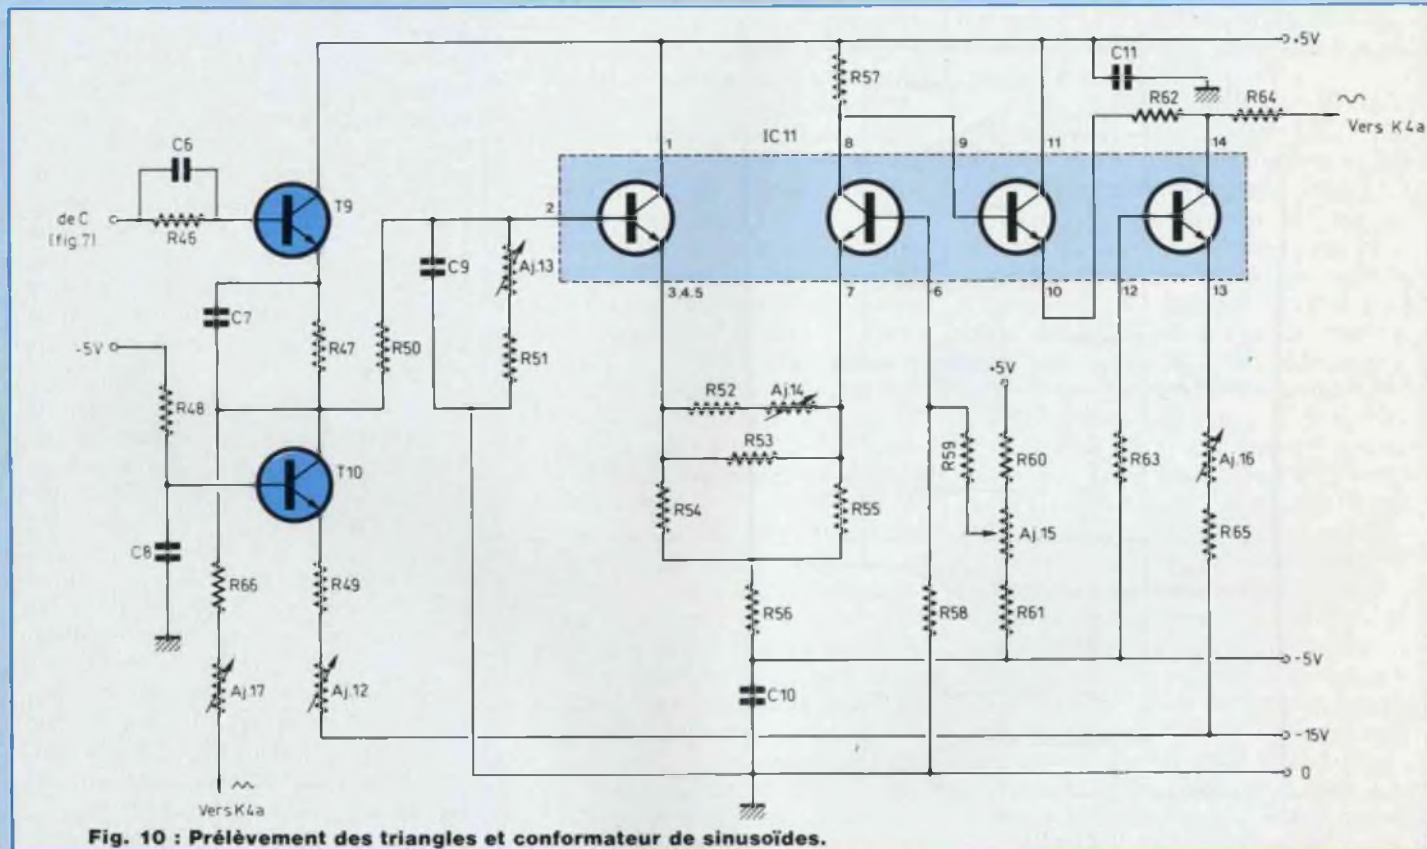 +5V
C11
R57
R62
R64
Vers K4a
C6
IC11
1
8
9
11
14
T9
de C
(fig.7)
R46
2
C9
Aj.13
3,4,5
7
6
10
12
13
C7
-5V
R47
R50
R51
+5V
R48
R52
Aj.14
R53
R59
R60
R63
Aj.16
T10
R54
R55
Aj.15
R65
C8
R66
R49
R56
R58
R61
-5V
Aj.17
Aj.12
C10
-15V
0
Vers K4a
Fig. 10 : Prélèvement des triangles et conformateur de sinusoïdes.